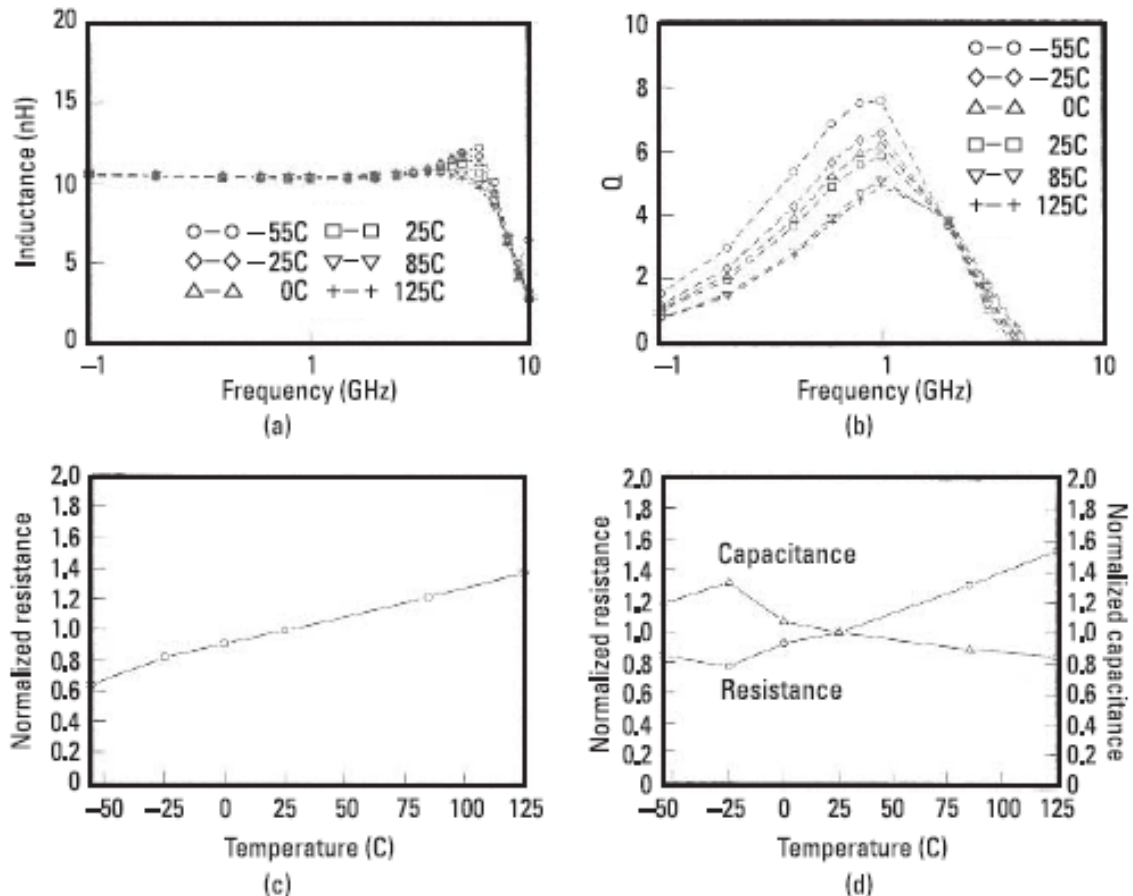 20
15
10
5
0
Inductance (nH)
−55C
−25C
0C
25C
85C
125C
−1
1
10
Frequency (GHz)
(a)
10
8
6
4
2
0
Q
−55C
−25C
0C
25C
85C
125C
−1
1
10
Frequency (GHz)
(b)
2.0
1.8
1.6
1.4
1.2
1.0
0.8
0.6
0.4
0.2
0
Normalized resistance
−50
−25
0
25
50
75
100
125
Temperature (C)
(c)
2.0
1.8
1.6
1.4
1.2
1.0
0.8
0.6
0.4
0.2
0
Normalized resistance
Capacitance
Resistance
2.0
1.8
1.6
1.4
1.2
1.0
0.8
0.6
0.4
0.2
0
Normalized capacitance
−50
−25
0
25
50
75
100
125
Temperature (C)
(d)